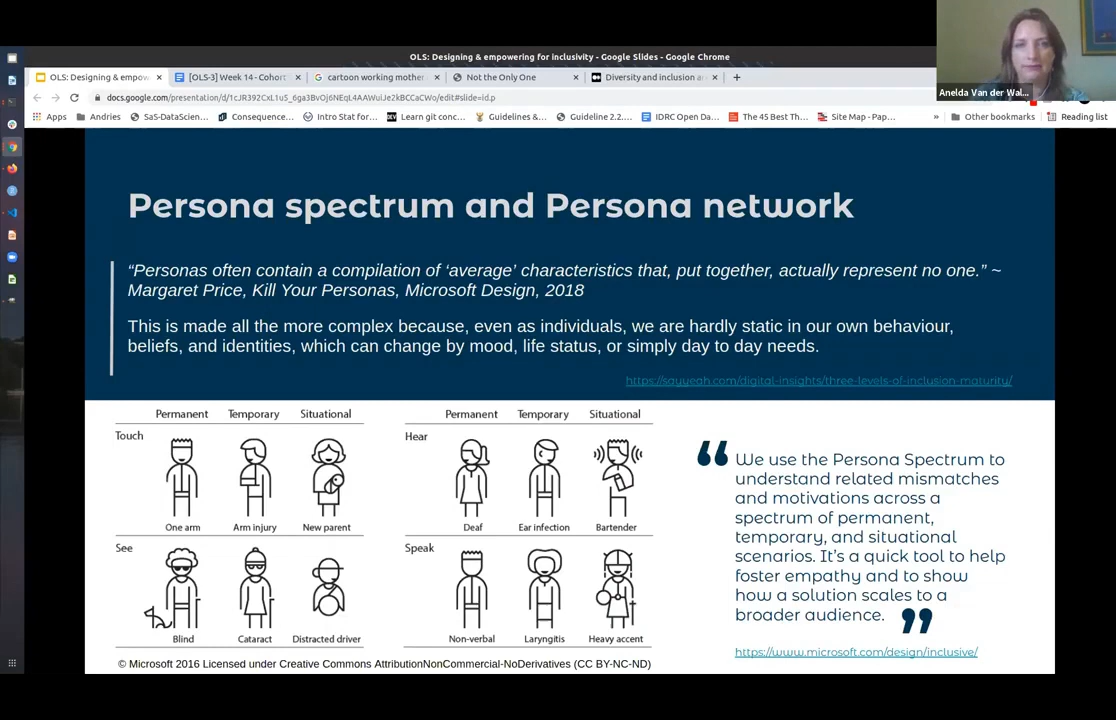 OLS: Designing & empowering for inclusivity - Google Slides - Google Chrome
OLS: Designing & empow
[OLS-3] Week 14- Cohort
cartoon working mother
Not the Only One
Diversity and inclusion a
docs.google.com/presentation/d/
Apps
Andries
SaS-DataScien...
Consequence...
Intro Stat for...
Learn git conc...
Guidelines &...
Guideline 2.2....
IDRC Open Da...
The 45 Best Th...
Site Map - Pap...
Other bookmarks
Reading list
Anelda Van der Wal...
Persona spectrum and Persona network
“Personas often contain a compilation of ‘average’ characteristics that, put together, actually represent no one.” ~
Margaret Price, Kill Your Personas, Microsoft Design, 2018
This is made all the more complex because, even as individuals, we are hardly static in our own behaviour,
beliefs, and identities, which can change by mood, life status, or simply day to day needs.
https://sayyeah.com/digital-insights/three-levels-of-inclusion-maturity/
Permanent Temporary Situational
Touch
One arm Arm injury New parent
See
Blind Cataract Distracted driver
Permanent Temporary Situational
Hear
Deaf Ear infection Bartender
Speak
Non-verbal Laryngitis Heavy accent
© Microsoft 2016 Licensed under Creative Commons AttributionNonCommercial-NoDerivatives (CC BY-NC-ND)
“ We use the Persona Spectrum to
understand related mismatches
and motivations across a
spectrum of permanent,
temporary, and situational
scenarios. It’s a quick tool to help
foster empathy and to show
how a solution scales to a
broader audience. ”
https://www.microsoft.com/design/inclusive/